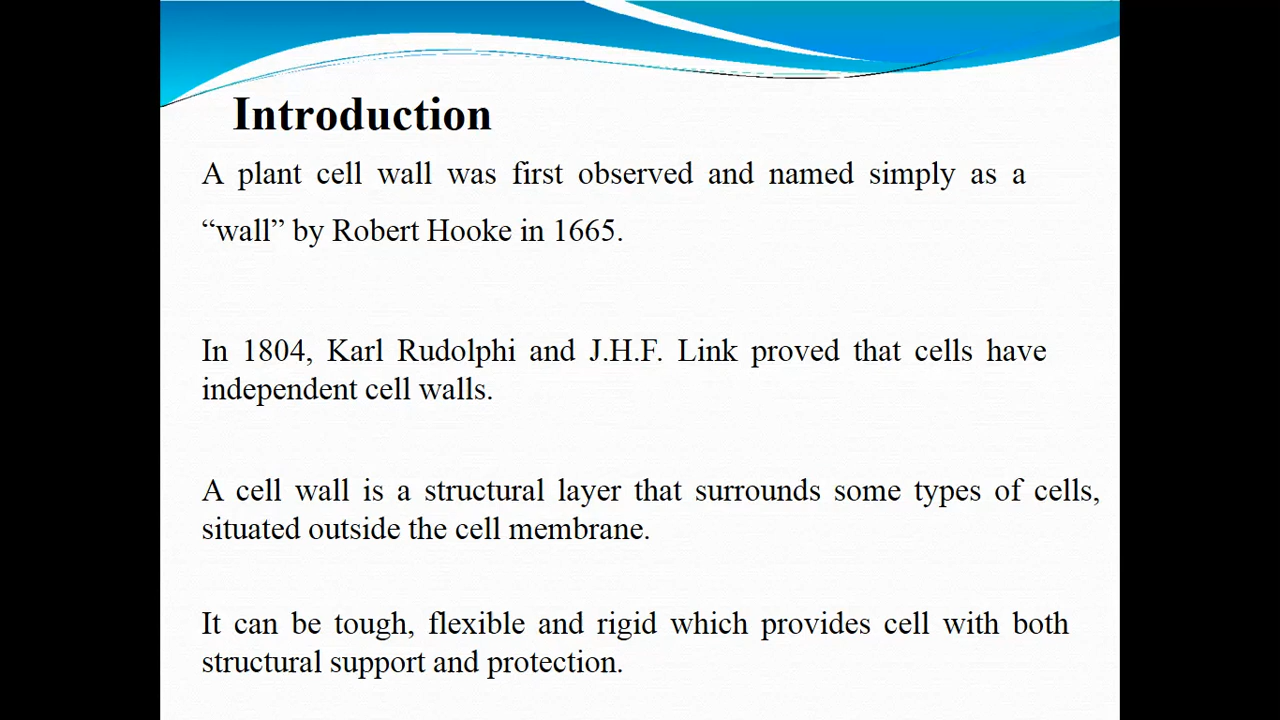 Introduction
A plant cell wall was first observed and named simply as a
“wall” by Robert Hooke in 1665.
In 1804, Karl Rudolphi and J.H.F. Link proved that cells have
independent cell walls.
A cell wall is a structural layer that surrounds some types of cells,
situated outside the cell membrane.
It can be tough, flexible and rigid which provides cell with both
structural support and protection.